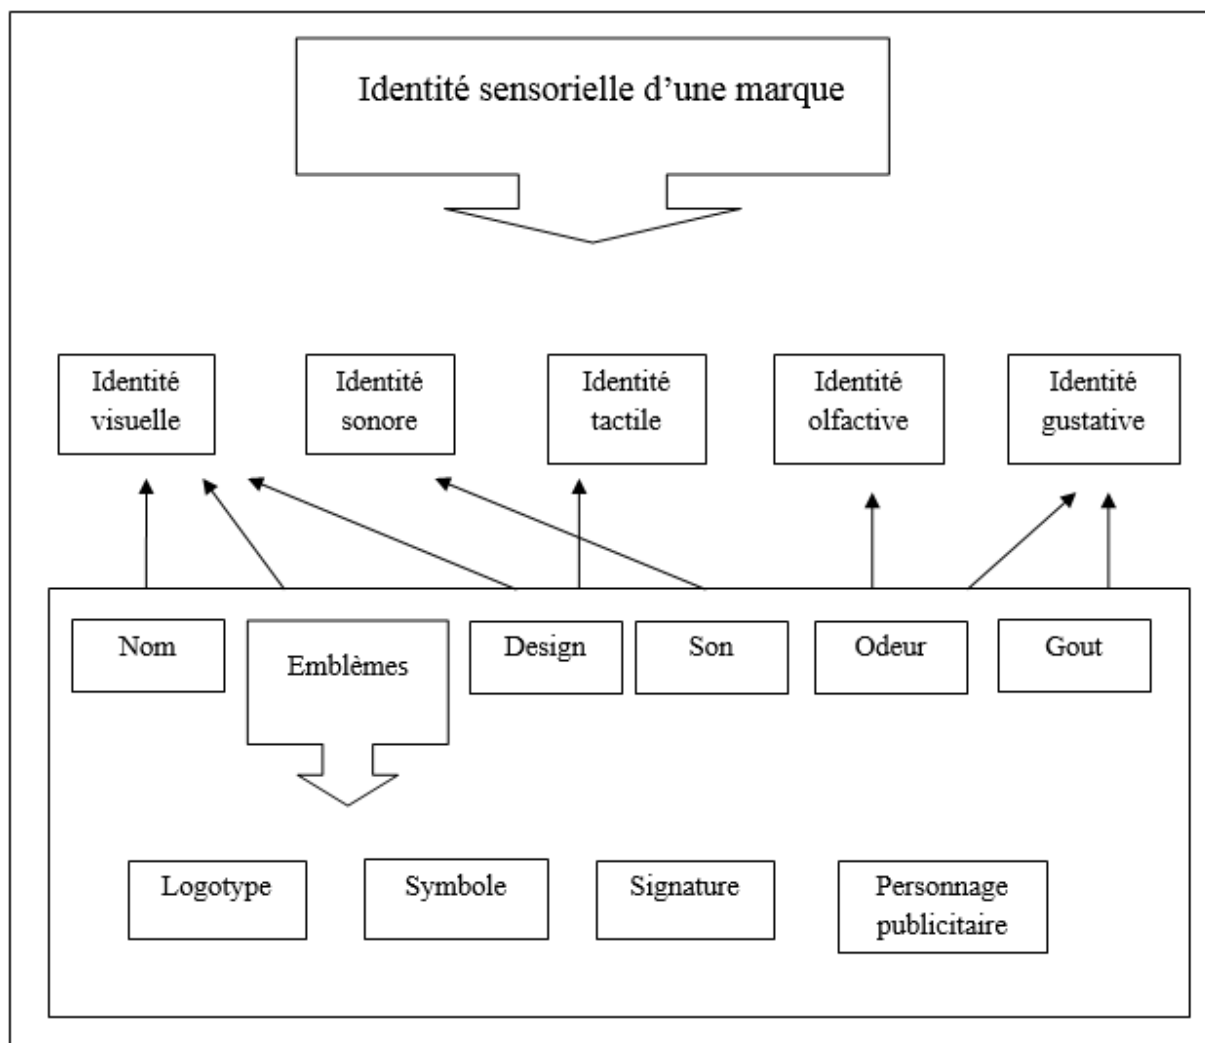 Identité sensorielle d’une marque
Identité
visuelle
Identité
sonore
Identité
tactile
Identité
olfactive
Identité
gustative
Nom
Emblèmes
Design
Son
Odeur
Gout
Logotype
Symbole
Signature
Personnage
publicitaire